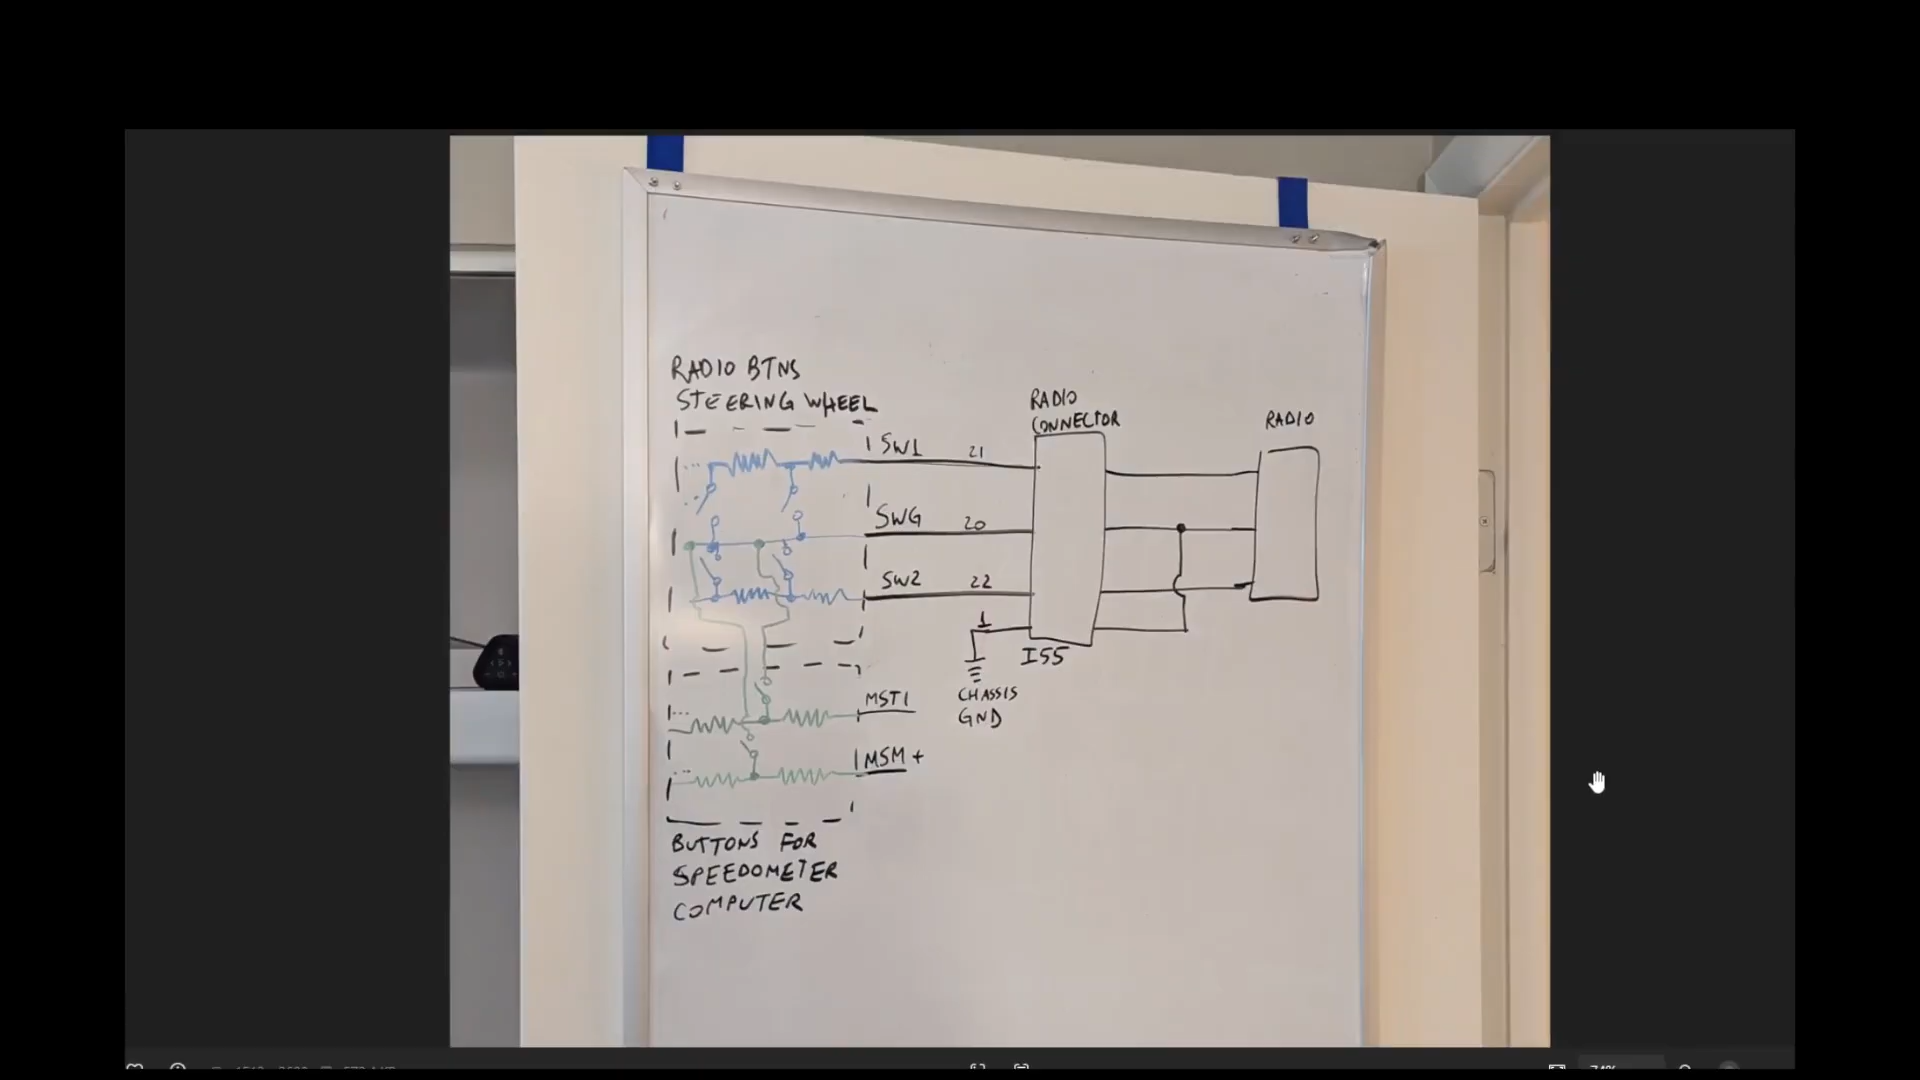 RADIO BTNS
STEERING WHEEL
SW1 21
SWG 20
SW2 22
RADIO
CONNECTOR
RADIO
1
I55
CHASSIS
GND
MST1
MSM+
BUTTONS FOR
SPEEDOMETER
COMPUTER